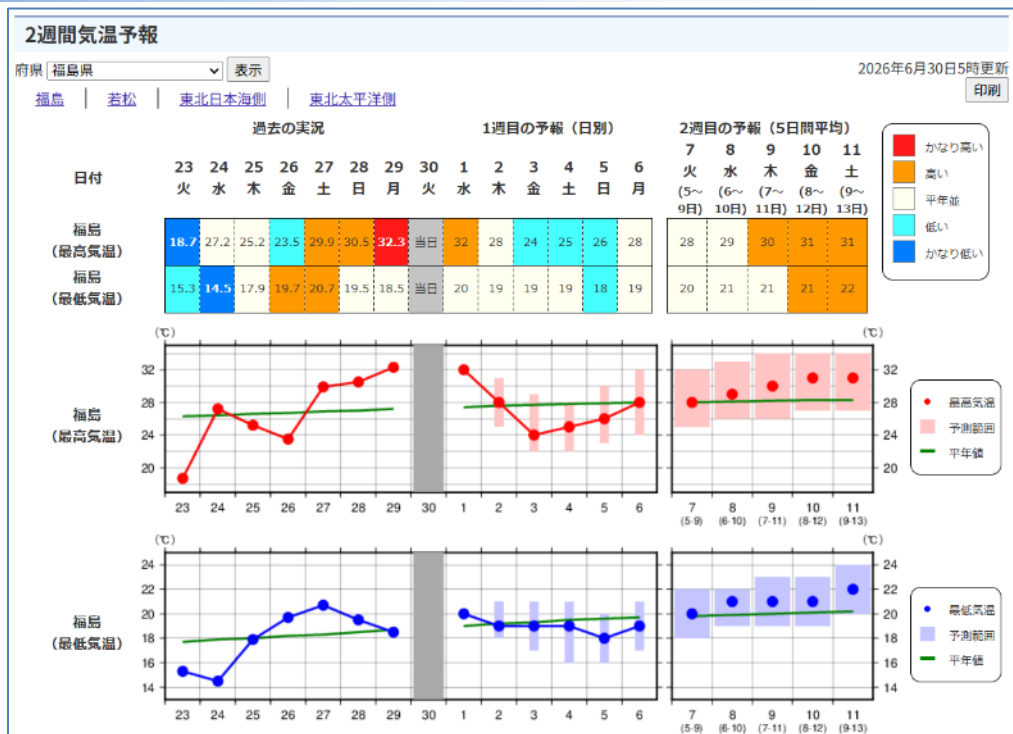 2週間気温予報
府県 福島県 表示
2026年6月30日5時更新
印刷
福島 | 若松 | 東北日本海側 | 東北太平洋側
過去の実況 1週目の予報（日別） 2週目の予報（5日間平均）
日付 23 24 25 26 27 28 29 30 1 2 3 4 5 6 7 8 9 10 11
火 水 木 金 土 日 月 火 水 木 金 土 日 月 火 水 木 金 土
(5～9日) (6～10日) (7～11日) (8～12日) (9～13日)
福島（最高気温） 18.7 27.2 25.2 23.5 29.9 30.5 32.3 当日 32 28 24 25 26 28 28 29 30 31 31
福島（最低気温） 15.3 14.5 17.9 19.7 20.7 19.5 18.5 当日 20 19 19 19 18 19 20 21 21 21 22
かなり高い
高い
平年並
低い
かなり低い
(℃) (℃)
福島（最高気温）
32 32
28 28
24 24
20 20
23 24 25 26 27 28 29 30 1 2 3 4 5 6 7 8 9 10 11
(5-9) (6-10) (7-11) (8-12) (9-13)
最高気温
予測範囲
平年値
(℃) (℃)
福島（最低気温）
24 24
22 22
20 20
18 18
16 16
14 14
23 24 25 26 27 28 29 30 1 2 3 4 5 6 7 8 9 10 11
(5-9) (6-10) (7-11) (8-12) (9-13)
最低気温
予測範囲
平年値